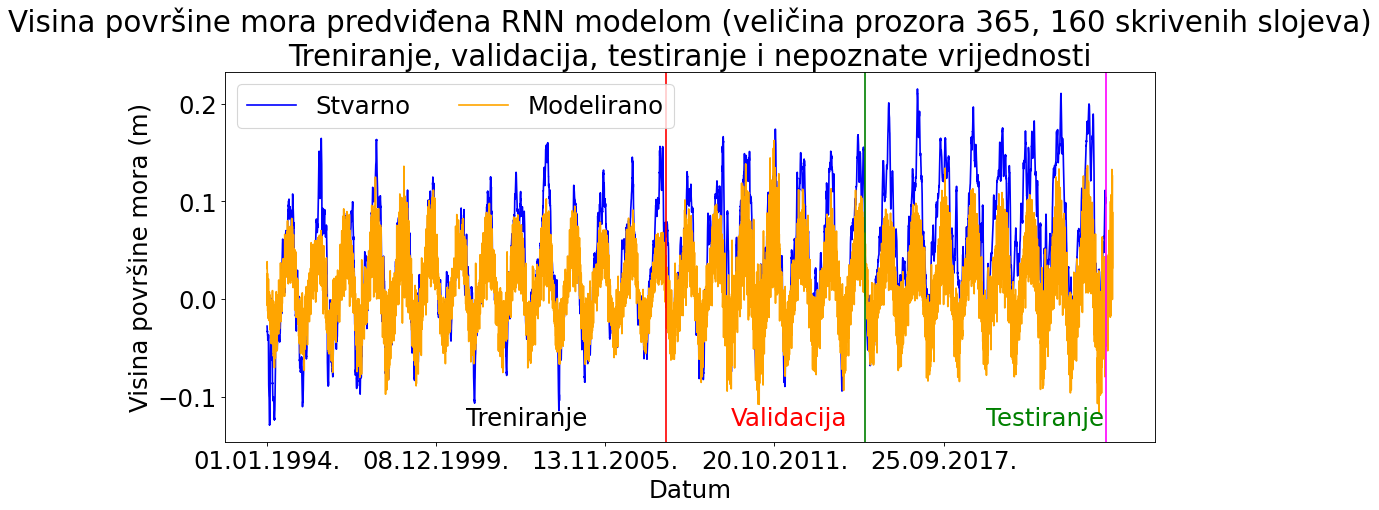 Visina površine mora predviđena RNN modelom (veličina prozora 365, 160 skrivenih slojeva)
Treniranje, validacija, testiranje i nepoznate vrijednosti
Stvarno Modelirano
Visina površine mora (m)
0.2
0.1
0.0
−0.1
Treniranje Validacija Testiranje
01.01.1994. 08.12.1999. 13.11.2005. 20.10.2011. 25.09.2017.
Datum